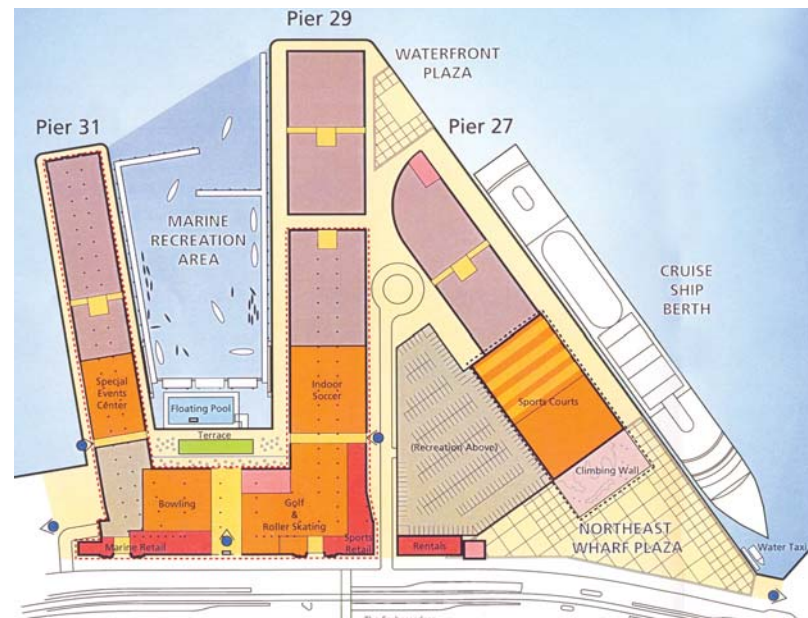 Pier 29
WATERFRONT
PLAZA
Pier 31
Pier 27
MARINE
RECREATION
AREA
CRUISE
SHIP
BERTH
Special
Events
Center
Indoor
Soccer
Floating Pool
Sports Courts
Terrace
(Recreation Above)
Climbing Wall
Bowling
Golf
&
Roller Skating
NORTHEAST
WHARF PLAZA
Marine Retail
Sports
Retail
Rentals
Water Taxi